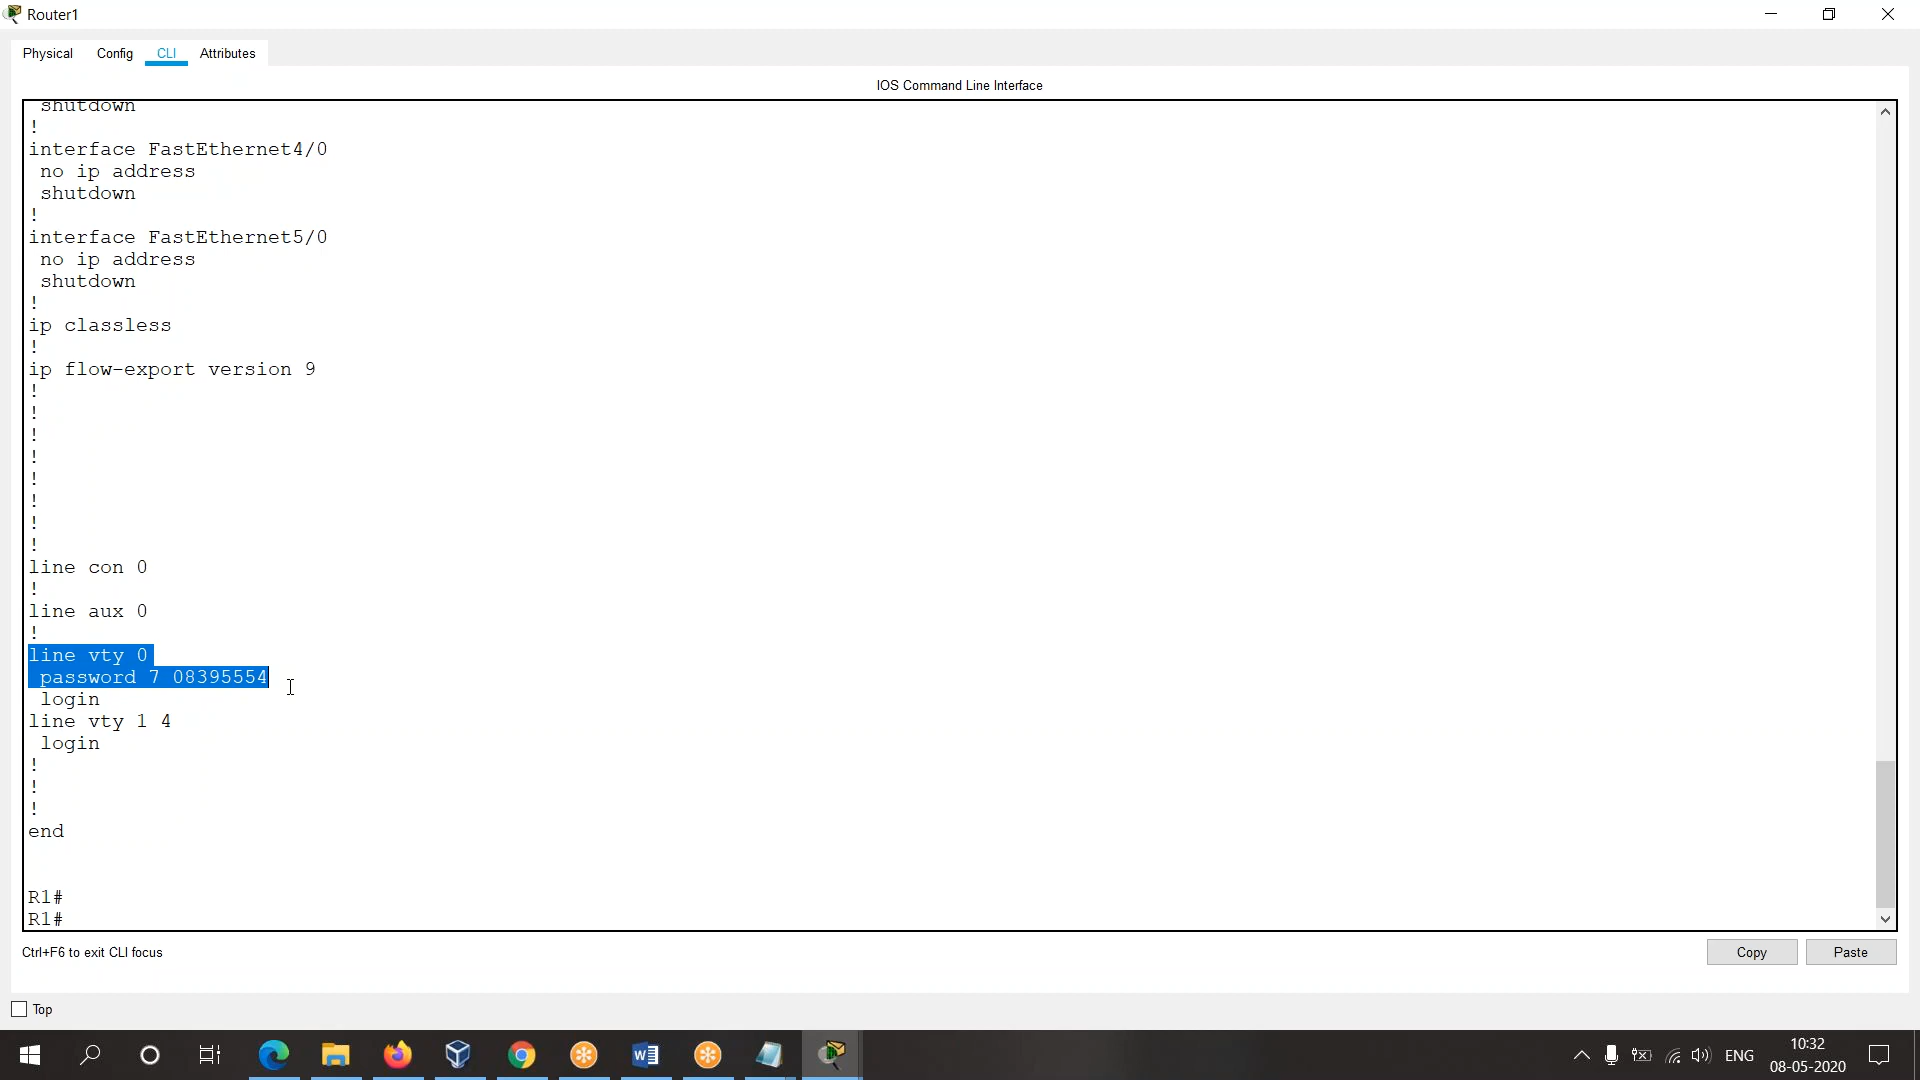 Router1
Physical Config CLI Attributes
IOS Command Line Interface
shutdown
!
interface FastEthernet4/0
no ip address
shutdown
!
interface FastEthernet5/0
no ip address
shutdown
!
ip classless
!
ip flow-export version 9
!
!
!
!
!
!
!
!
line con 0
!
line aux 0
!
line vty 0
password 7 08395554
login
line vty 1 4
login
!
!
!
end
R1#
R1#
Ctrl+F6 to exit CLI focus
Copy Paste
Top
ENG
10:32
08-05-2020